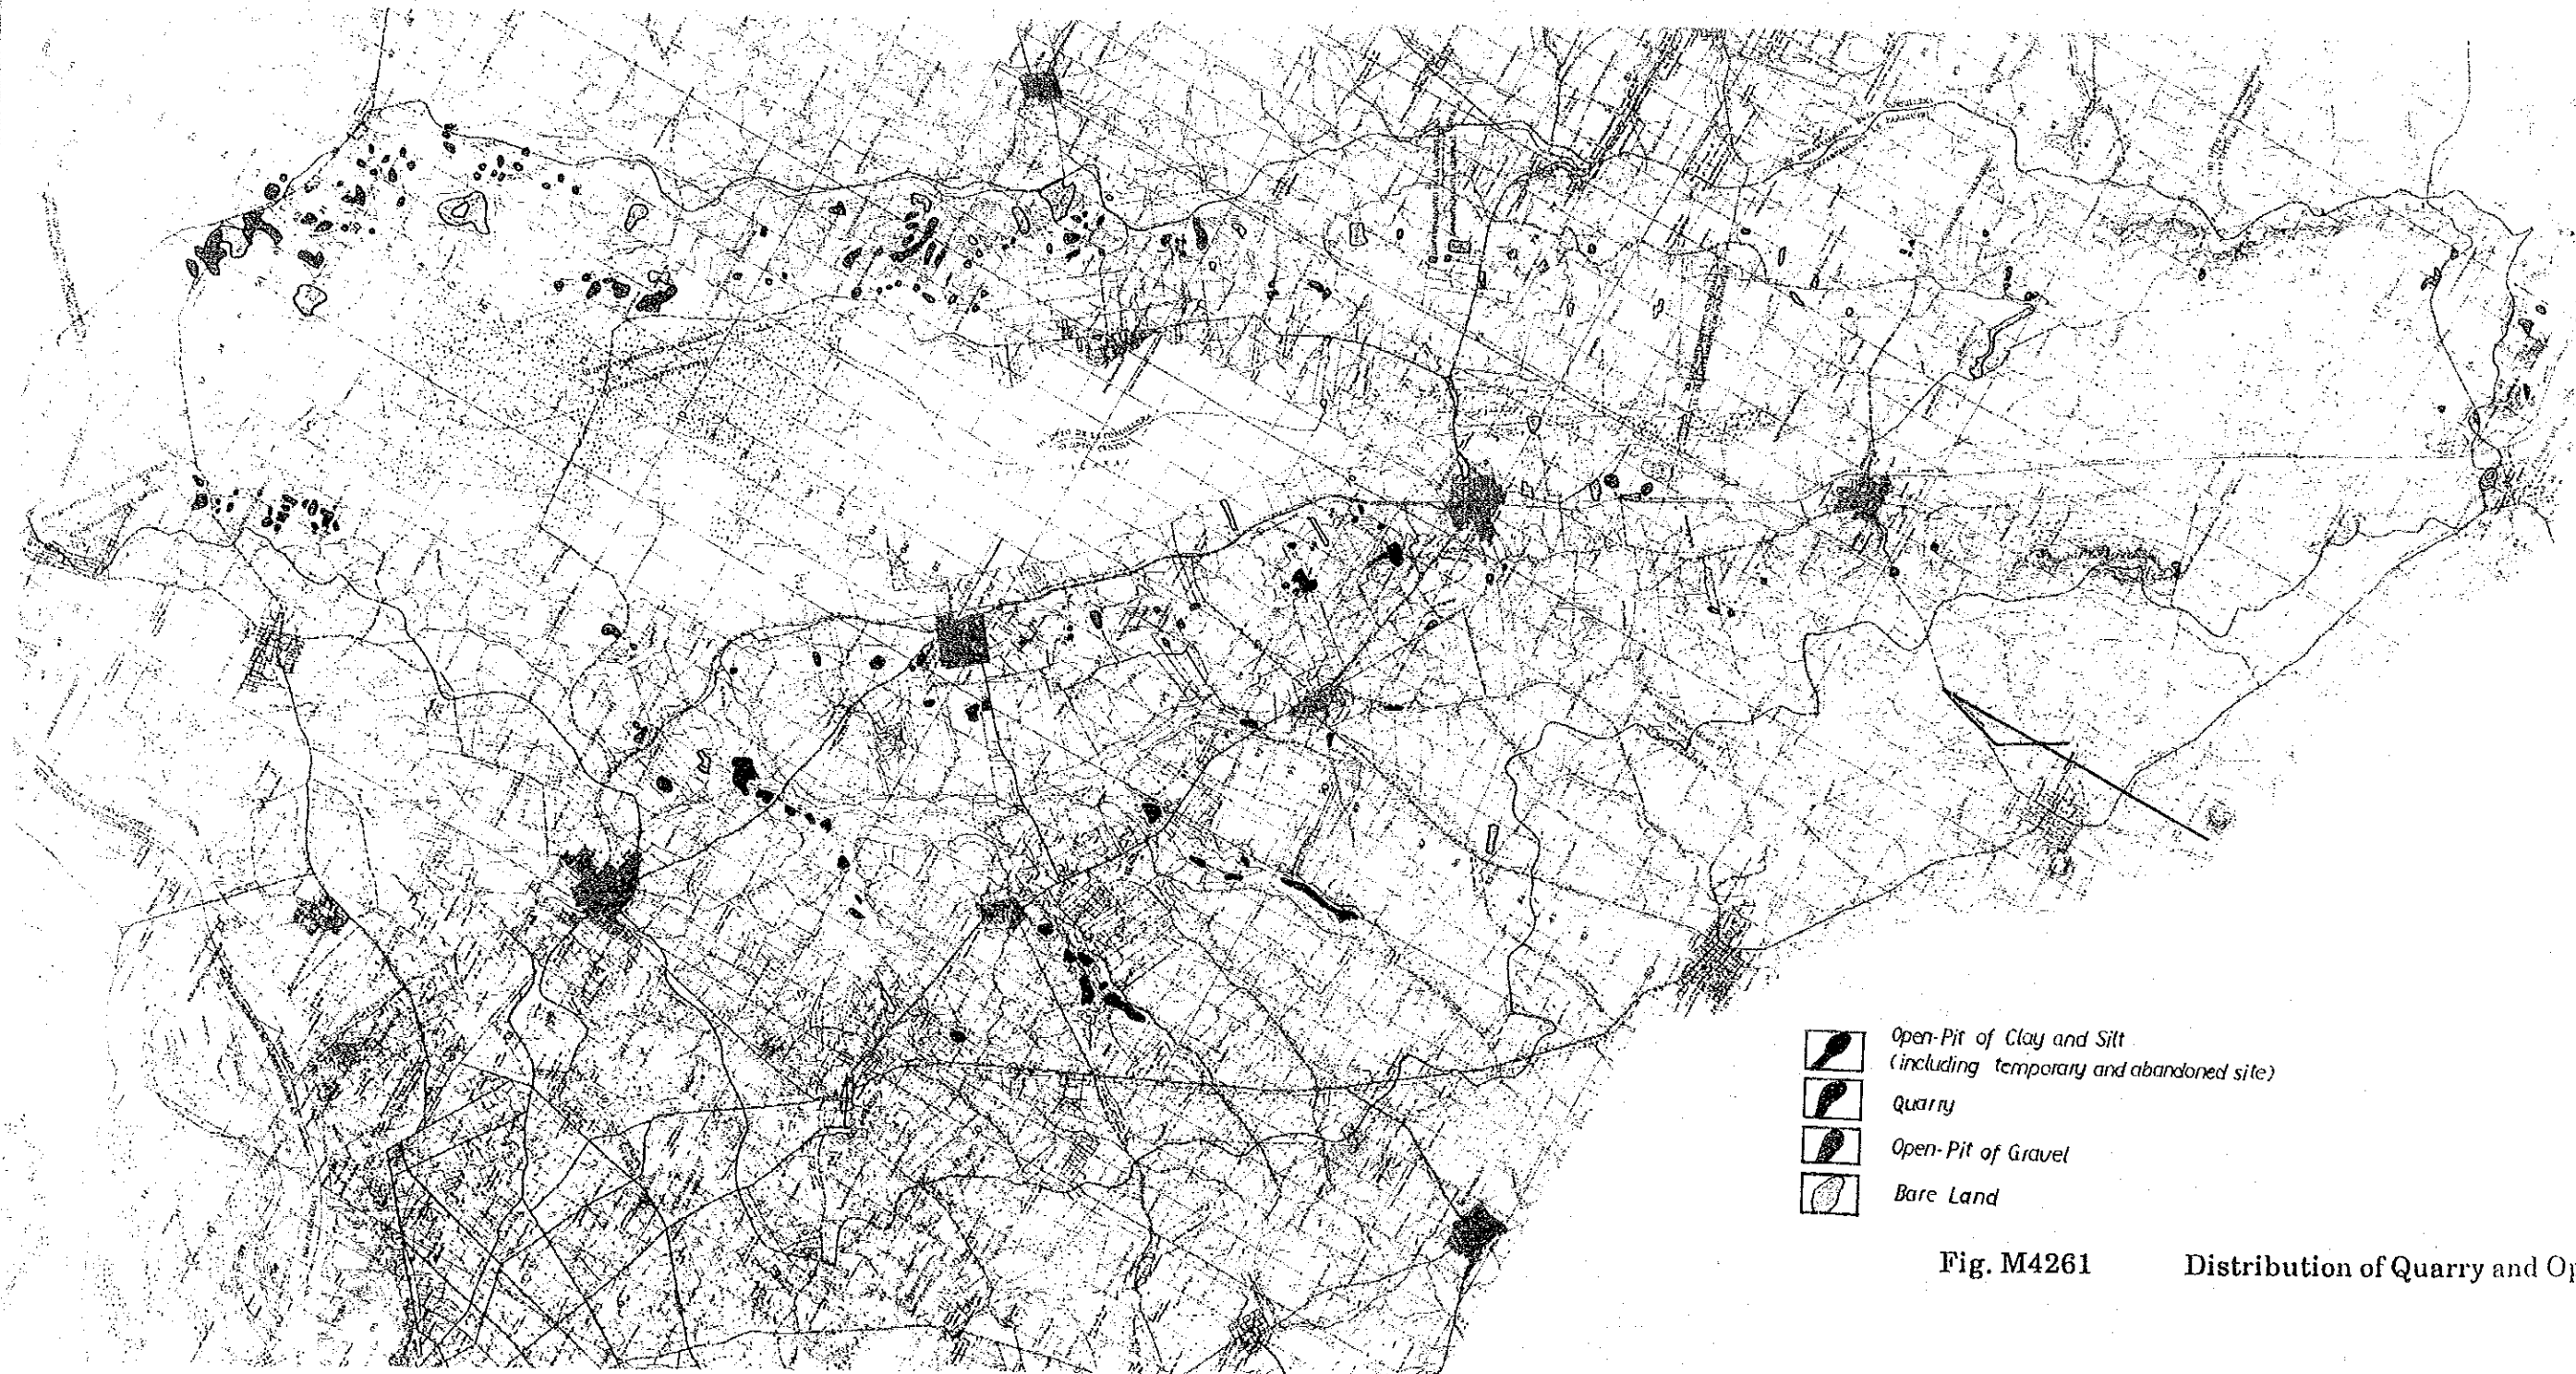 Open-Pit of Clay and Silt
(including temporary and abandoned site)
Quarry
Open-Pit of Gravel
Bare Land
Fig. M4261 Distribution of Quarry and